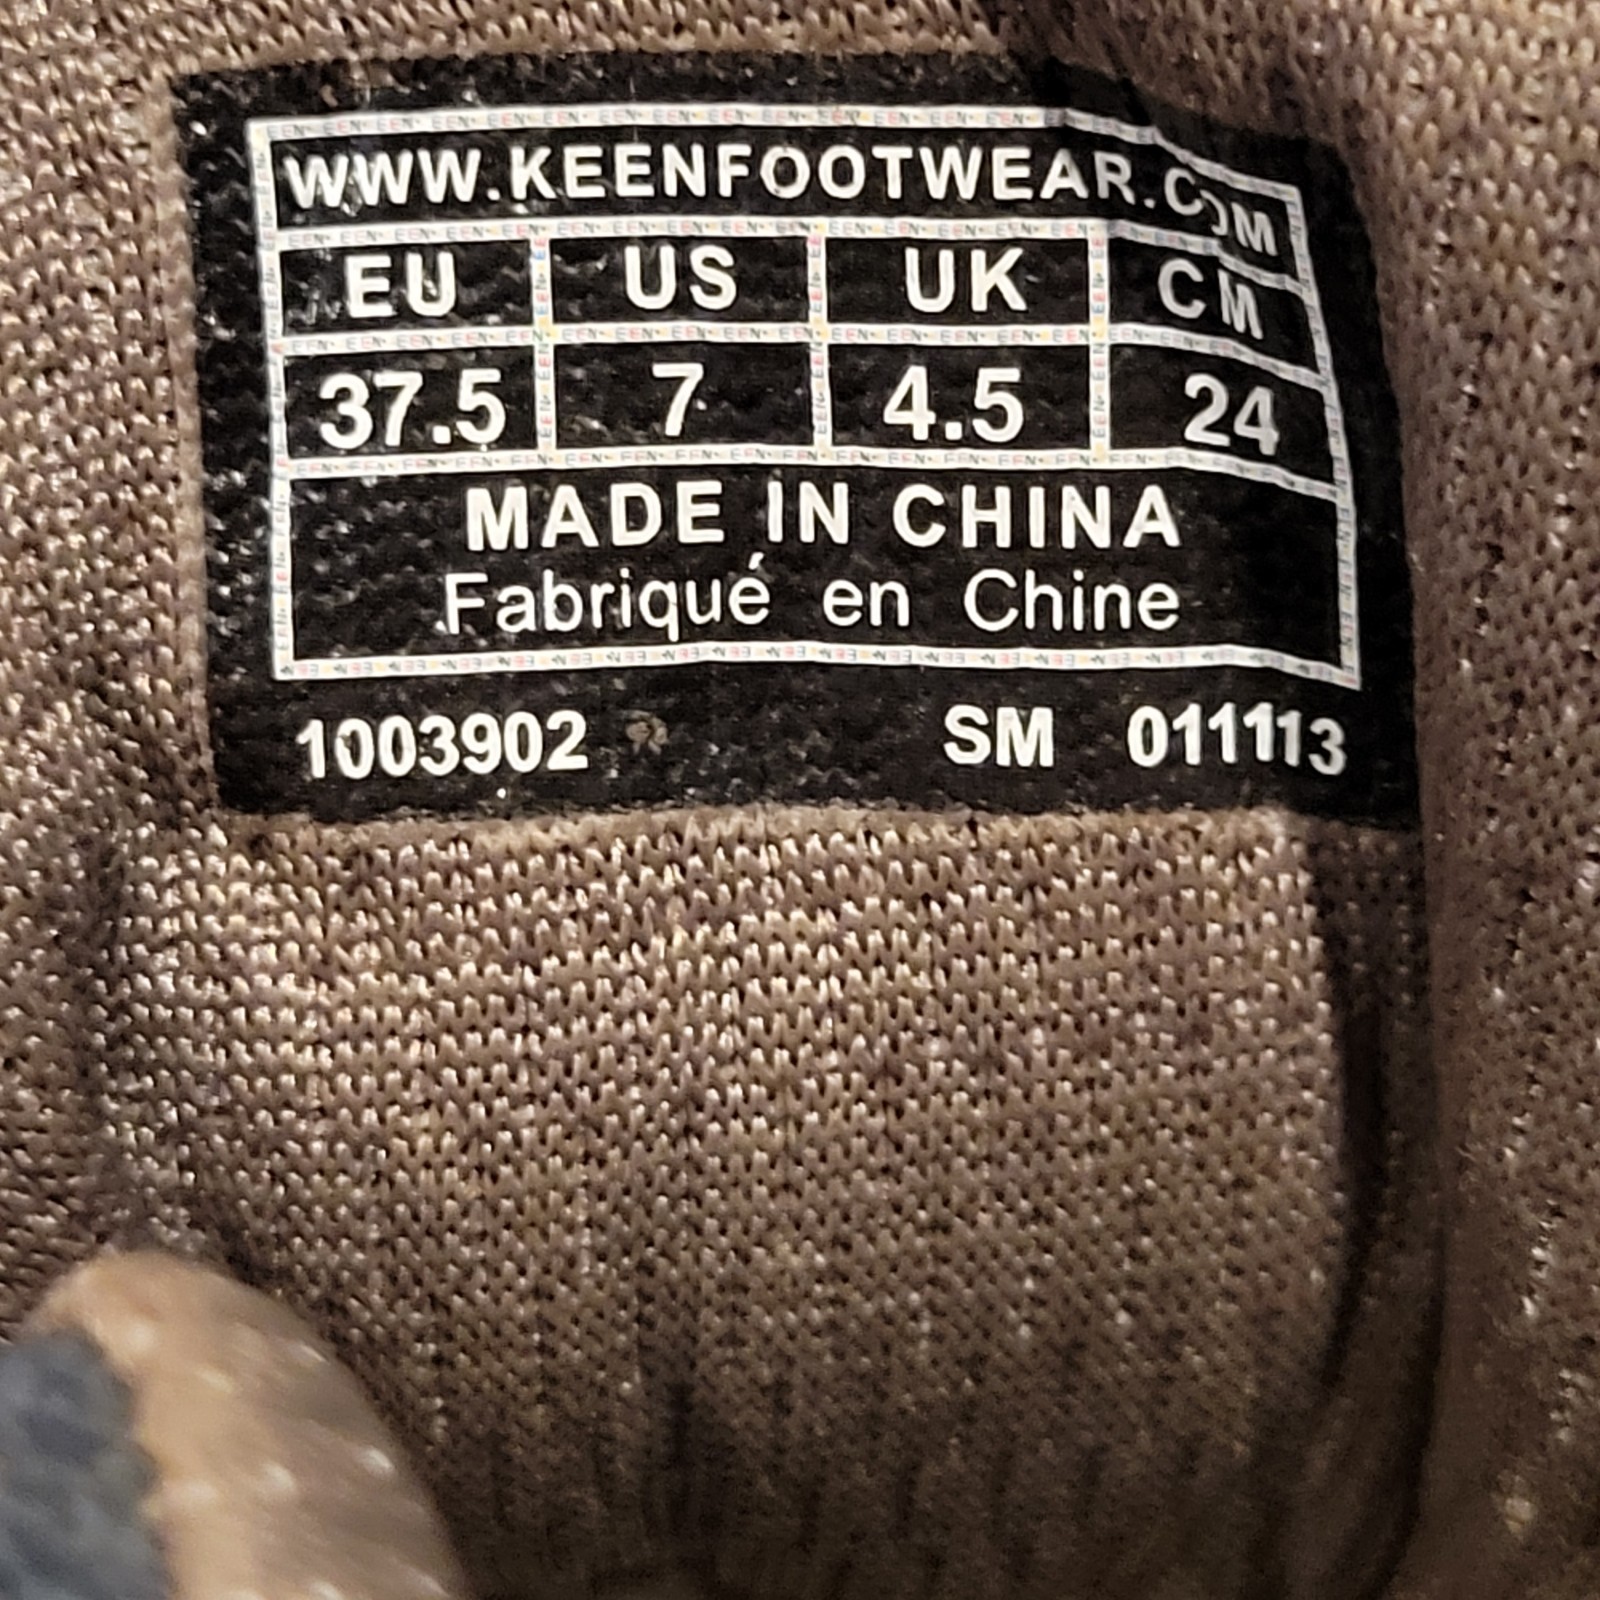 WWW.KEENFOOTWEAR.COM
EU US UK CM
37.5 7 4.5 24
MADE IN CHINA
Fabriqué en Chine
1003902 SM 011113